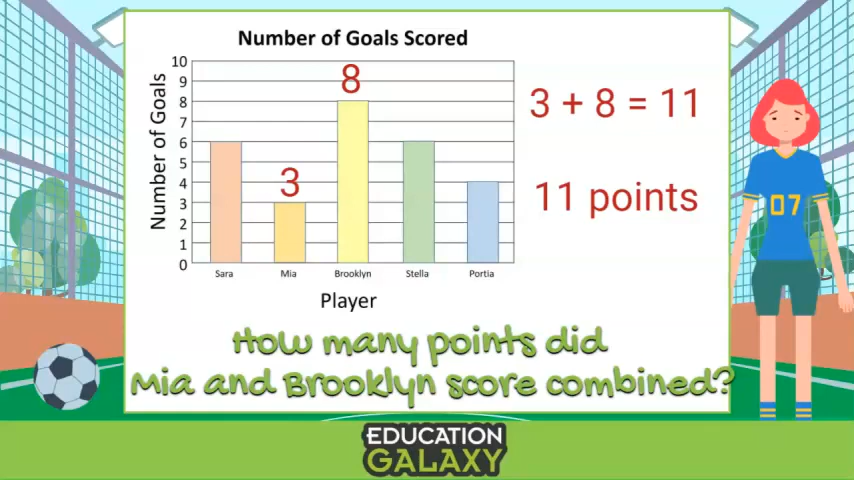 Number of Goals Scored
Number of Goals
10
9
8
7
6
5
4
3
2
1
0
8
3
Sara Mia Brooklyn Stella Portia
Player
3 + 8 = 11
11 points
07
How many points did
Mia and Brooklyn score combined?
EDUCATION
GALAXY